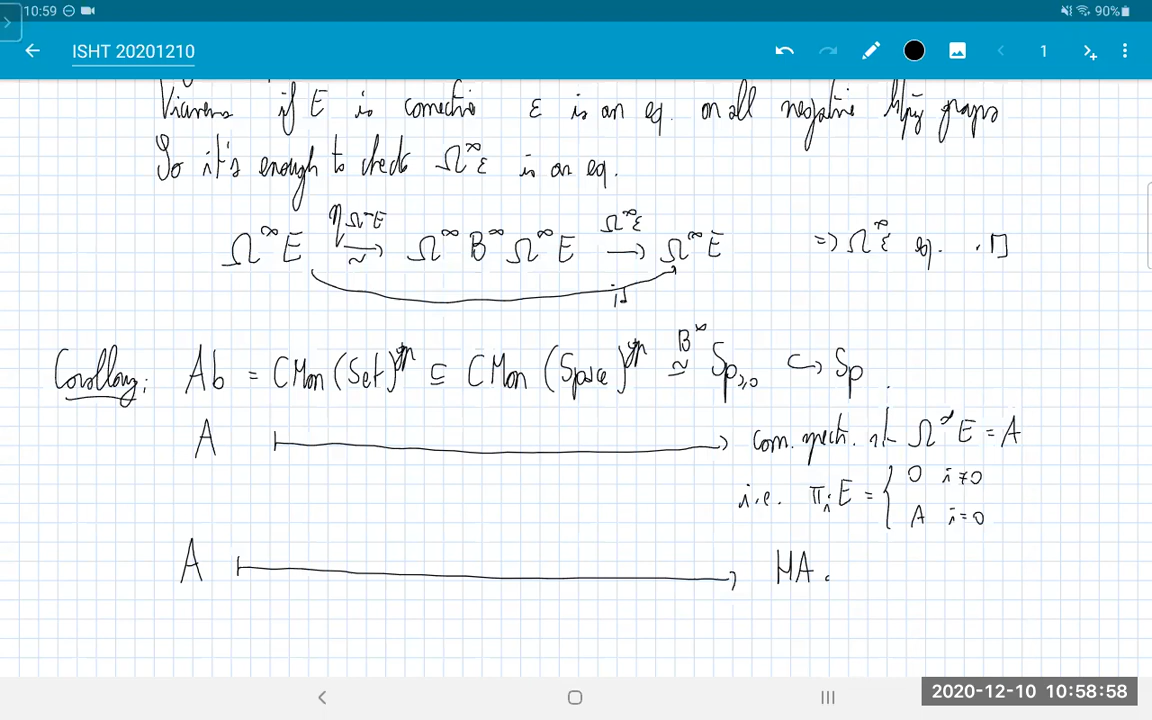 10:59 90%
ISHT 20201210 1
if E is connective ε is an eq. on all negative htpy groups
So it's enough to check Ω^∞ε is an eq.
Ω^∞E →(η Ω^∞E, ~) Ω^∞B^∞Ω^∞E →(Ω^∞ε) Ω^∞E => Ω^∞ε eq. □
id
Corollary: Ab = CMon(Set)^gp ⊆ CMon(Space)^gp ≃(B^∞) Sp_≥0 ↪ Sp.
A ↦ conn. spect. st Ω^∞E = A
i.e. π_i E = { 0 i≠0
A i=0
A ↦ HA.
2020-12-10 10:58:58